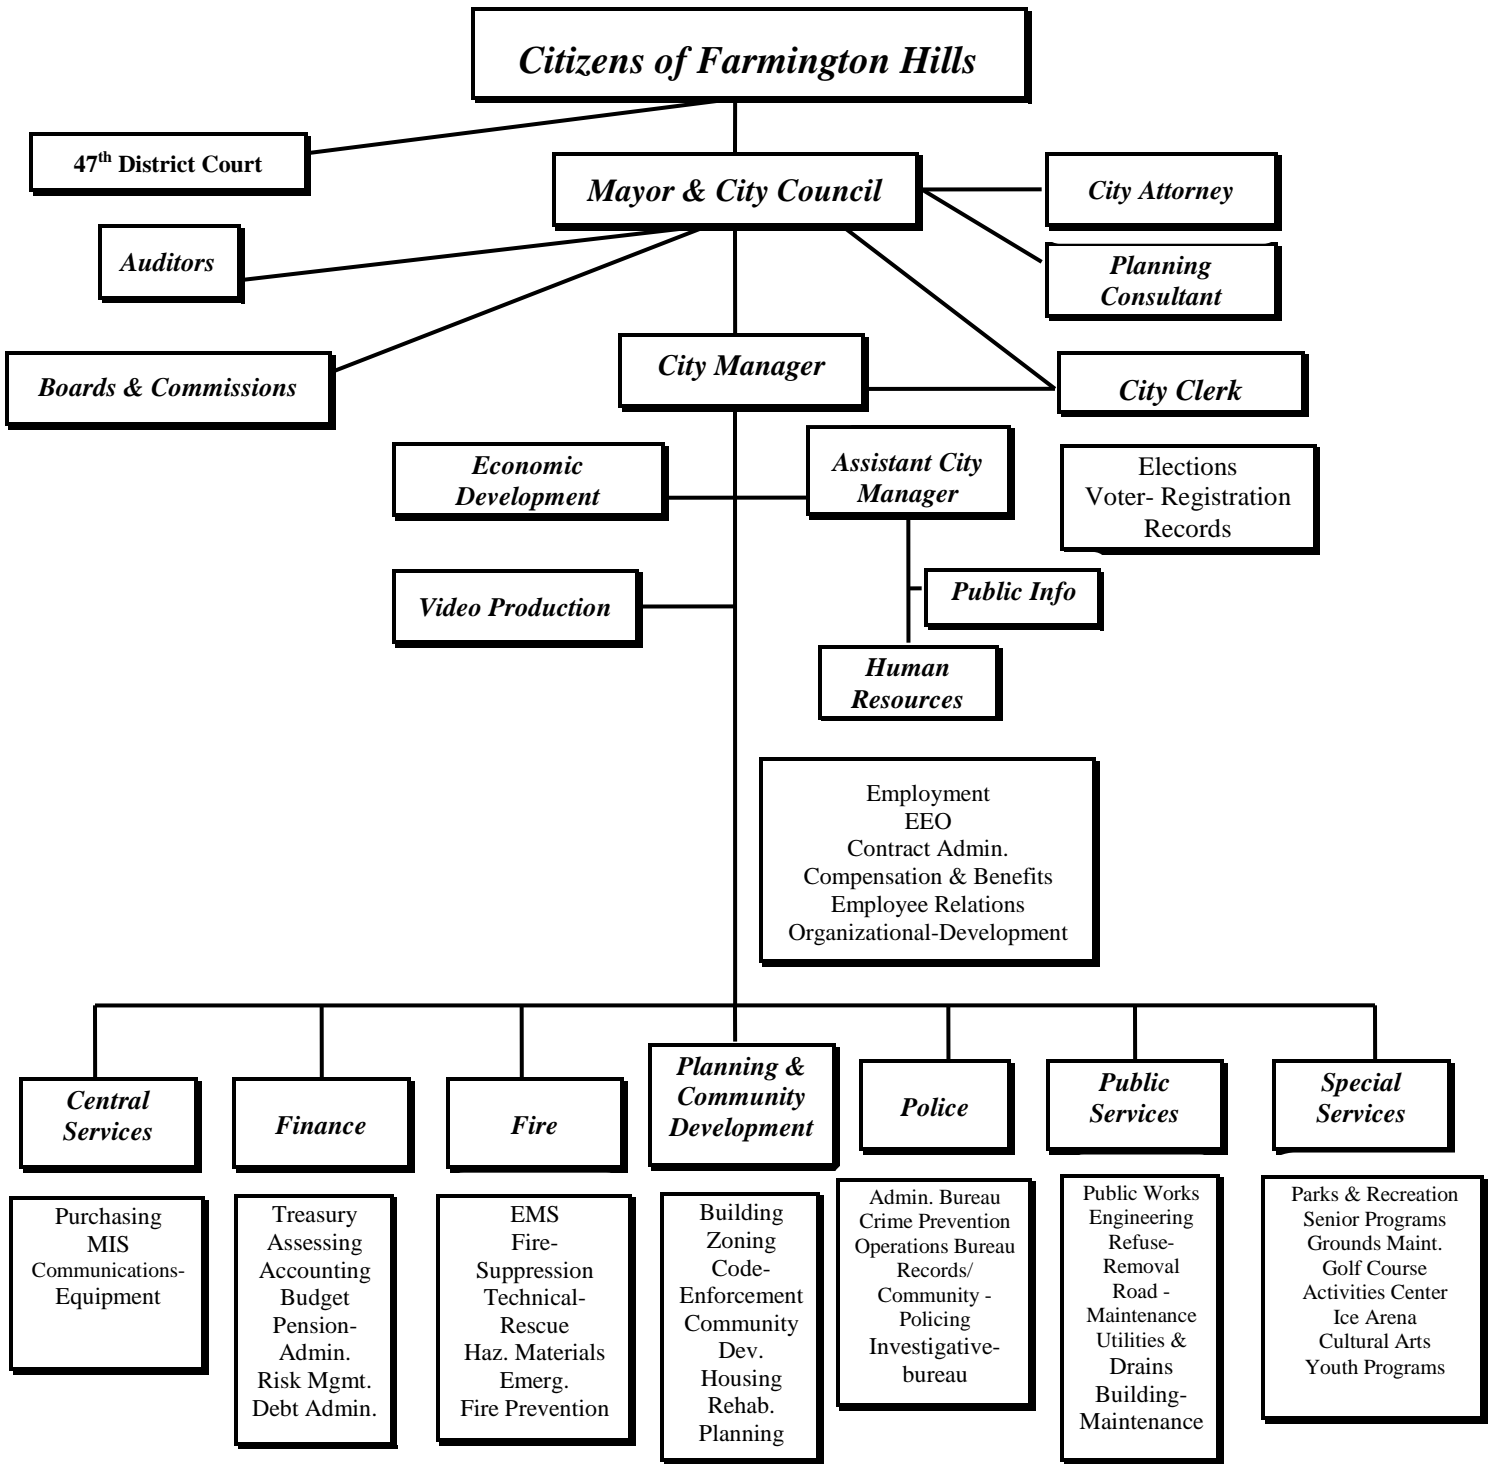 Citizens of Farmington Hills
47th District Court
Mayor & City Council
City Attorney
Auditors
Planning
Consultant
City Manager
Boards & Commissions
City Clerk
Economic
Development
Assistant City
Manager
Elections
Voter- Registration
Records
Video Production
Public Info
Human
Resources
Employment
EEO
Contract Admin.
Compensation & Benefits
Employee Relations
Organizational-Development
Central
Services
Finance
Fire
Planning &
Community
Development
Police
Public
Services
Special
Services
Purchasing
MIS
Communications-
Equipment
Treasury
Assessing
Accounting
Budget
Pension-
Admin.
Risk Mgmt.
Debt Admin.
EMS
Fire-
Suppression
Technical-
Rescue
Haz. Materials
Emerg.
Fire Prevention
Building
Zoning
Code-
Enforcement
Community
Dev.
Housing
Rehab.
Planning
Admin. Bureau
Crime Prevention
Operations Bureau
Records/
Community -
Policing
Investigative-
bureau
Public Works
Engineering
Refuse-
Removal
Road -
Maintenance
Utilities &
Drains
Building-
Maintenance
Parks & Recreation
Senior Programs
Grounds Maint.
Golf Course
Activities Center
Ice Arena
Cultural Arts
Youth Programs